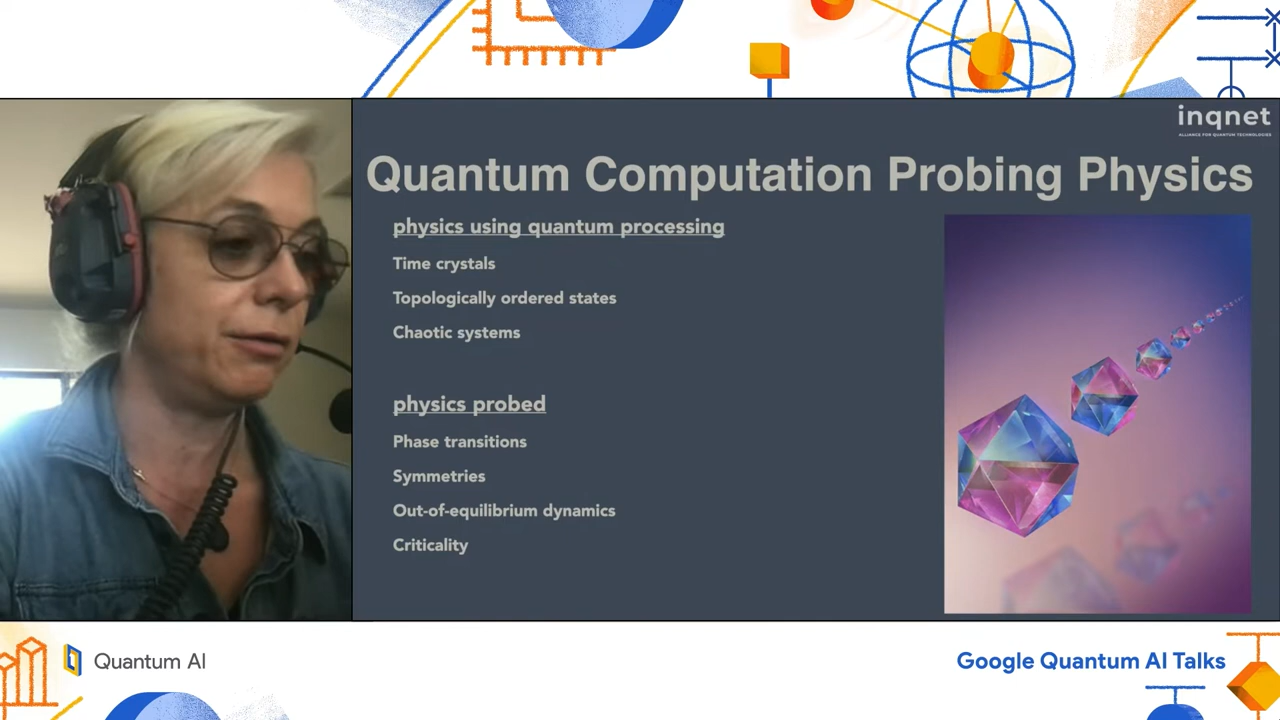 inqnet
ALLIANCE FOR QUANTUM TECHNOLOGIES
Quantum Computation Probing Physics
physics using quantum processing
Time crystals
Topologically ordered states
Chaotic systems
physics probed
Phase transitions
Symmetries
Out-of-equilibrium dynamics
Criticality
Quantum AI
Google Quantum AI Talks